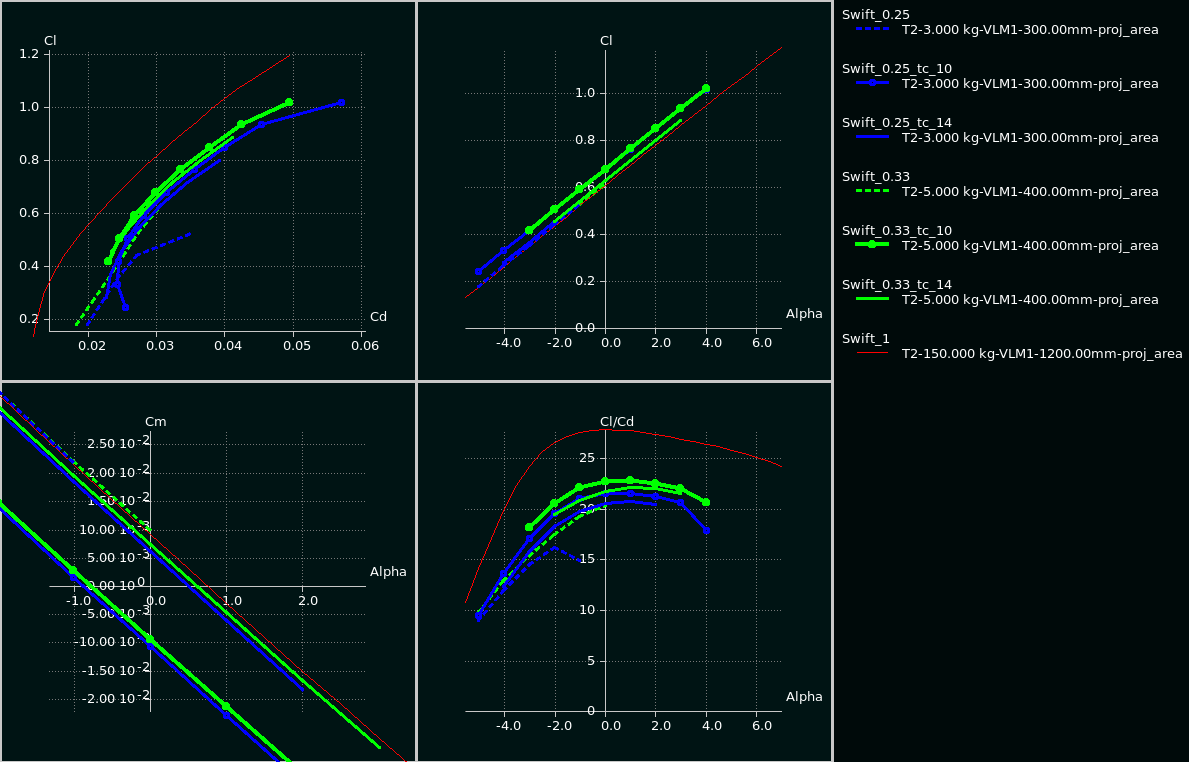 Cl
1.2
1.0
0.8
0.6
0.4
0.2
Cd
0.02
0.03
0.04
0.05
0.06
Cl
1.0
0.8
0.6
0.4
0.2
0.0
Alpha
-4.0
-2.0
0.0
2.0
4.0
6.0
Swift_0.25
T2-3.000 kg-VLM1-300.00mm-proj_area
Swift_0.25_tc_10
T2-3.000 kg-VLM1-300.00mm-proj_area
Swift_0.25_tc_14
T2-3.000 kg-VLM1-300.00mm-proj_area
Swift_0.33
T2-5.000 kg-VLM1-400.00mm-proj_area
Swift_0.33_tc_10
T2-5.000 kg-VLM1-400.00mm-proj_area
Swift_0.33_tc_14
T2-5.000 kg-VLM1-400.00mm-proj_area
Swift_1
T2-150.000 kg-VLM1-1200.00mm-proj_area
Cm
2.50 10-2
2.00 10-2
1.50 10-2
10.00 10-3
5.00 10-3
0.00 10 0
-5.00 10-3
-10.00 10-3
-1.50 10-2
-2.00 10-2
Alpha
-1.0
0.0
1.0
2.0
Cl/Cd
25
20
15
10
5
0
Alpha
-4.0
-2.0
0.0
2.0
4.0
6.0